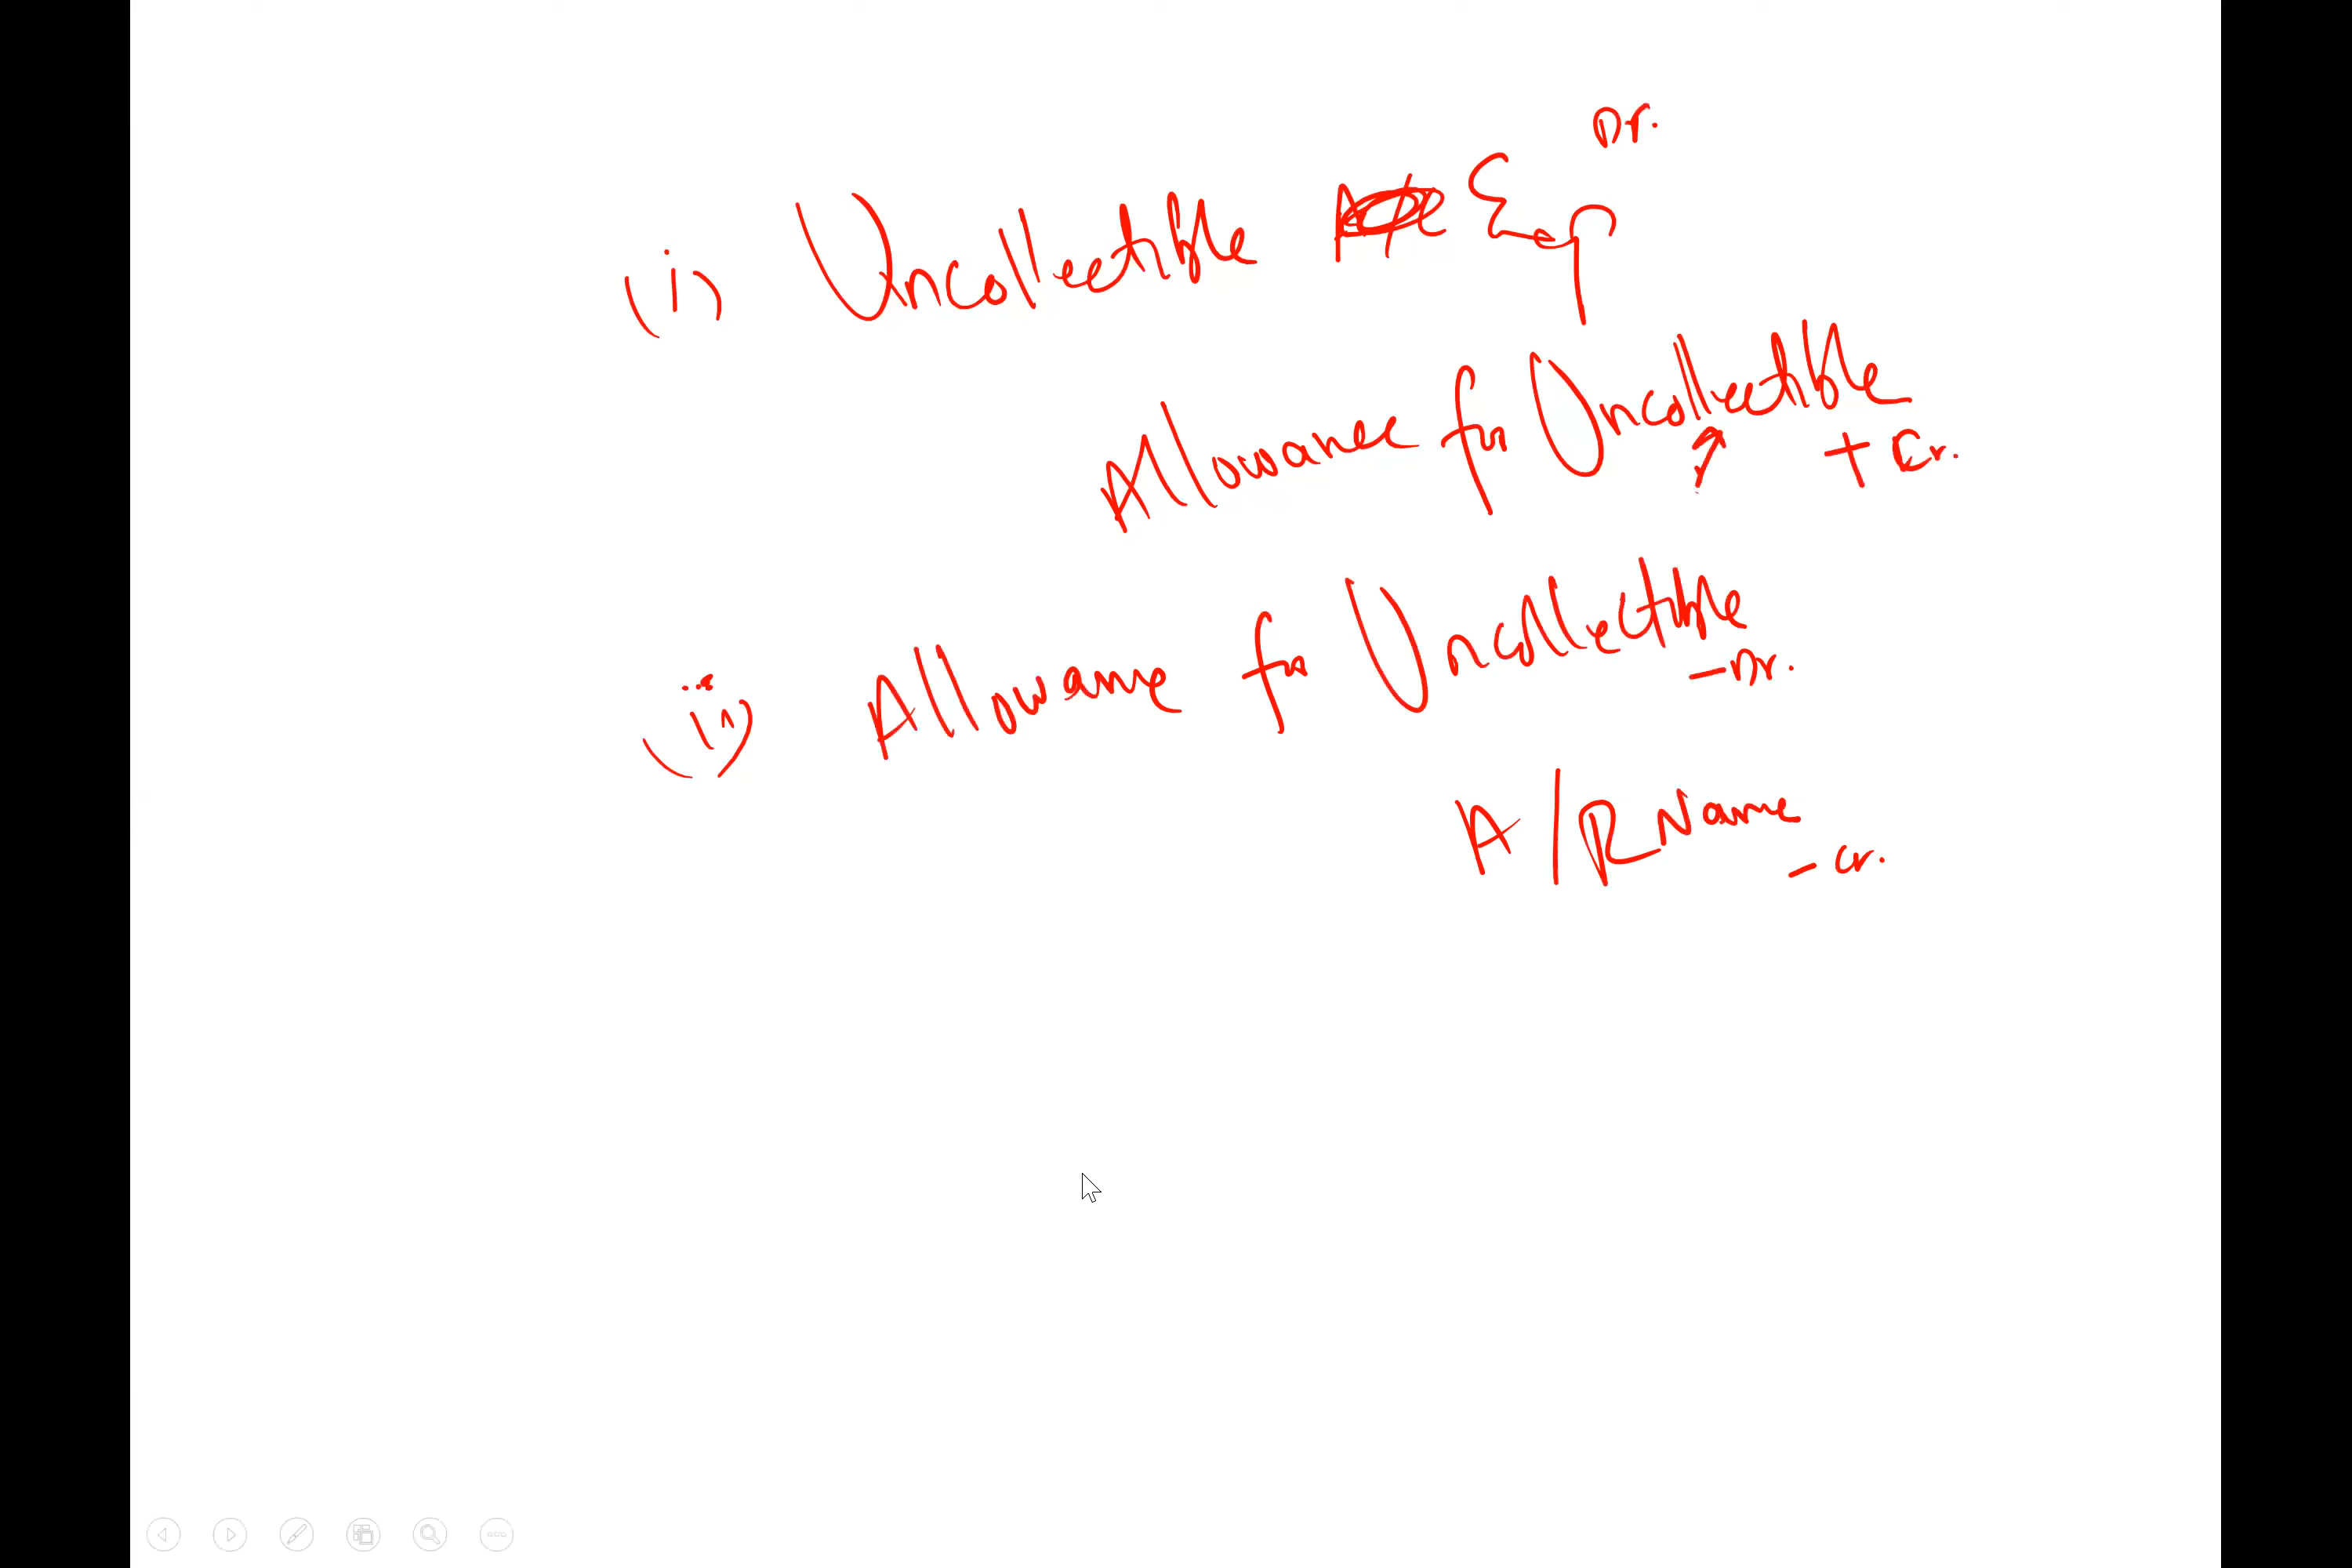 Dr.
(i) Uncollectible Exp
Allowance for Uncollectible
+ Cr.
(ii) Allowance for Uncollectible
- Dr.
A/R Name
- Cr.